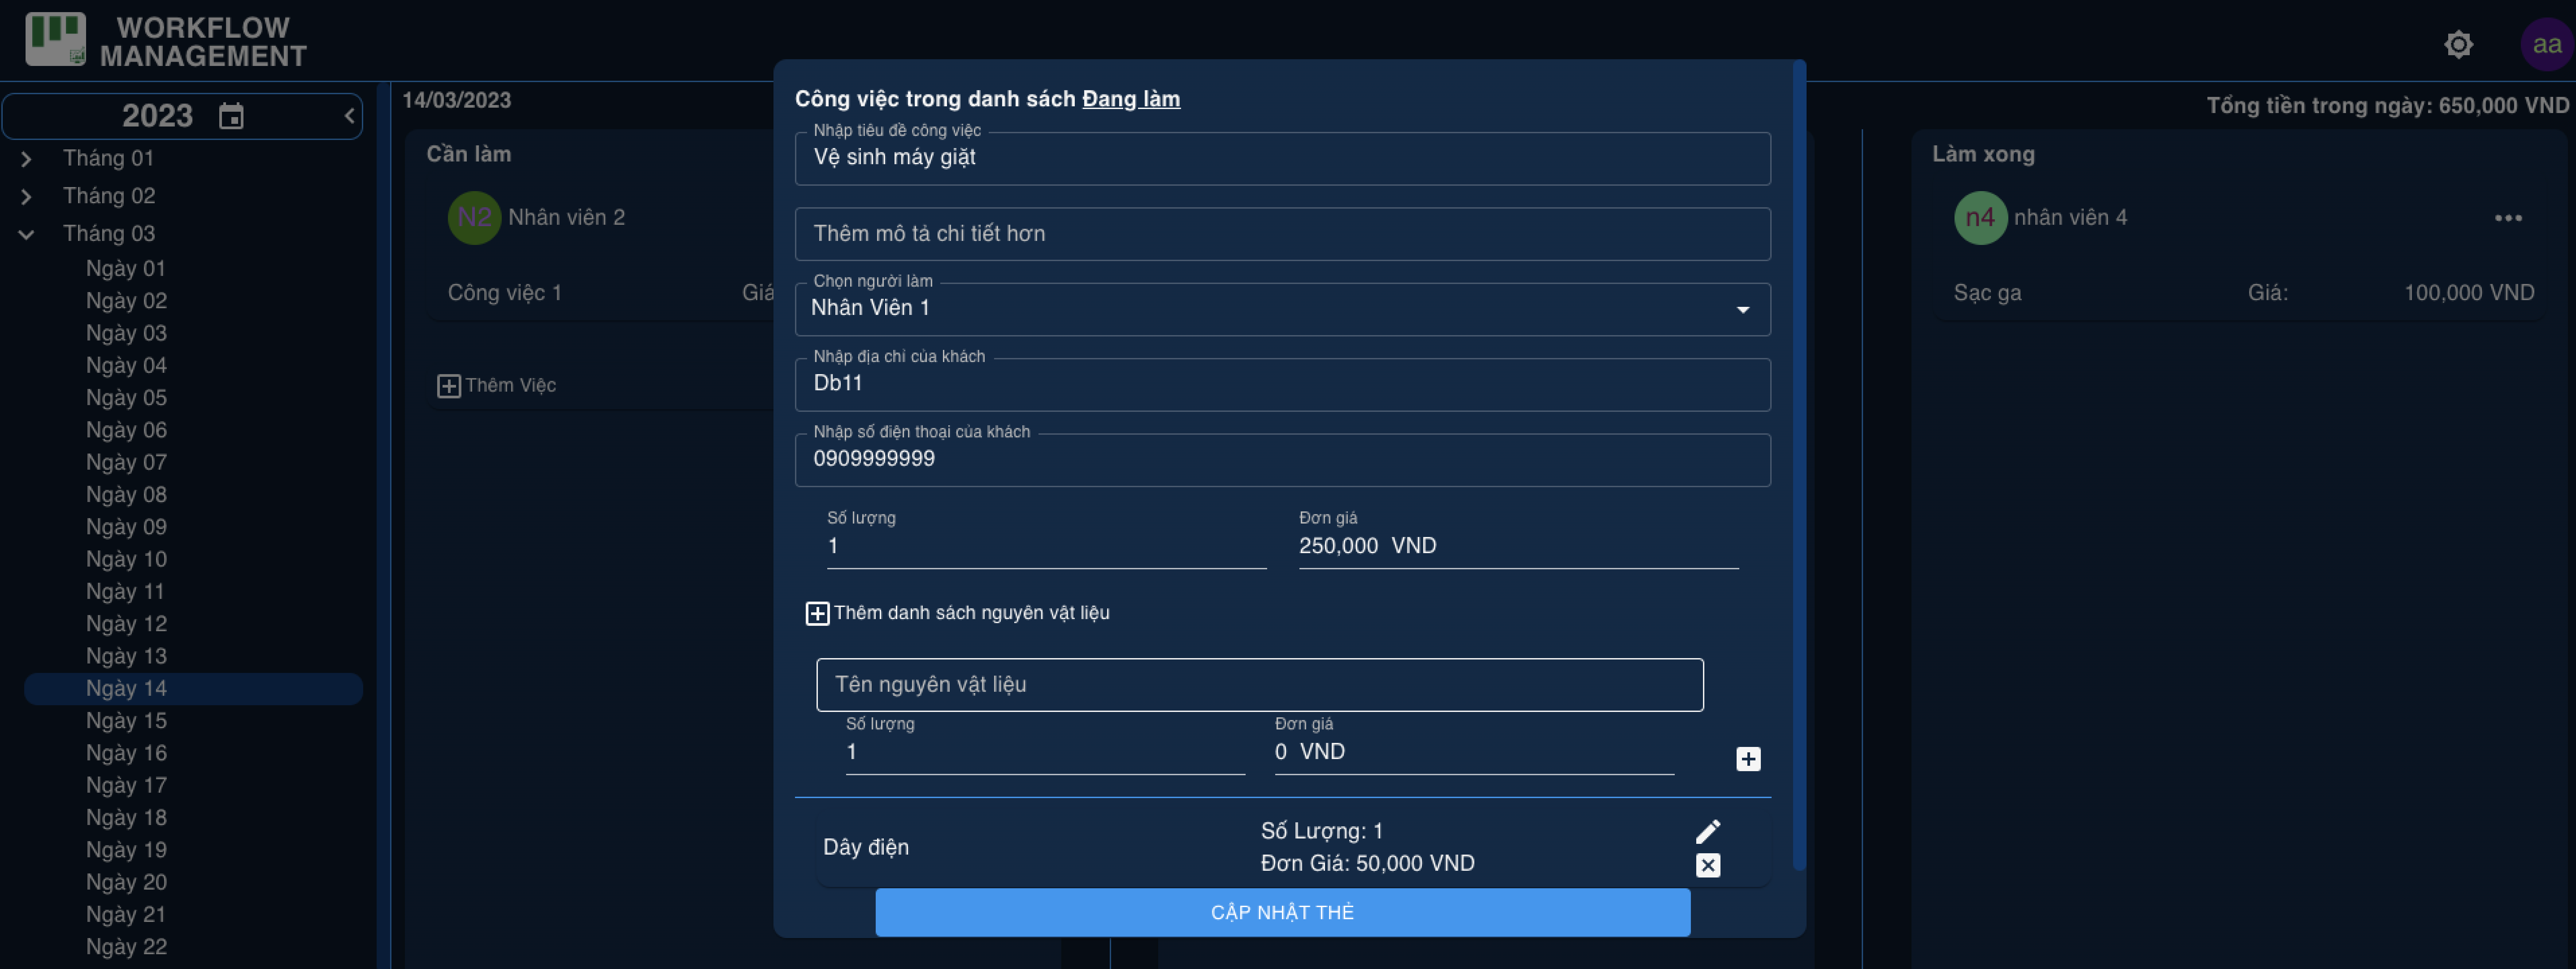 WORKFLOW
MANAGEMENT
aa
2023
Tháng 01
Tháng 02
Tháng 03
Ngày 01
Ngày 02
Ngày 03
Ngày 04
Ngày 05
Ngày 06
Ngày 07
Ngày 08
Ngày 09
Ngày 10
Ngày 11
Ngày 12
Ngày 13
Ngày 14
Ngày 15
Ngày 16
Ngày 17
Ngày 18
Ngày 19
Ngày 20
Ngày 21
Ngày 22
14/03/2023
Tổng tiền trong ngày: 650,000 VND
Cần làm
N2 Nhân viên 2
Công việc 1 Giá
Thêm Việc
Công việc trong danh sách Đang làm
Nhập tiêu đề công việc
Vệ sinh máy giặt
Thêm mô tả chi tiết hơn
Chọn người làm
Nhân Viên 1
Nhập địa chỉ của khách
Db11
Nhập số điện thoại của khách
0909999999
Số lượng Đơn giá
1 250,000 VND
Thêm danh sách nguyên vật liệu
Tên nguyên vật liệu
Số lượng Đơn giá
1 0 VND
Dây điện
Số Lượng: 1
Đơn Giá: 50,000 VND
CẬP NHẬT THẺ
Làm xong
n4 nhân viên 4
Sạc ga Giá: 100,000 VND